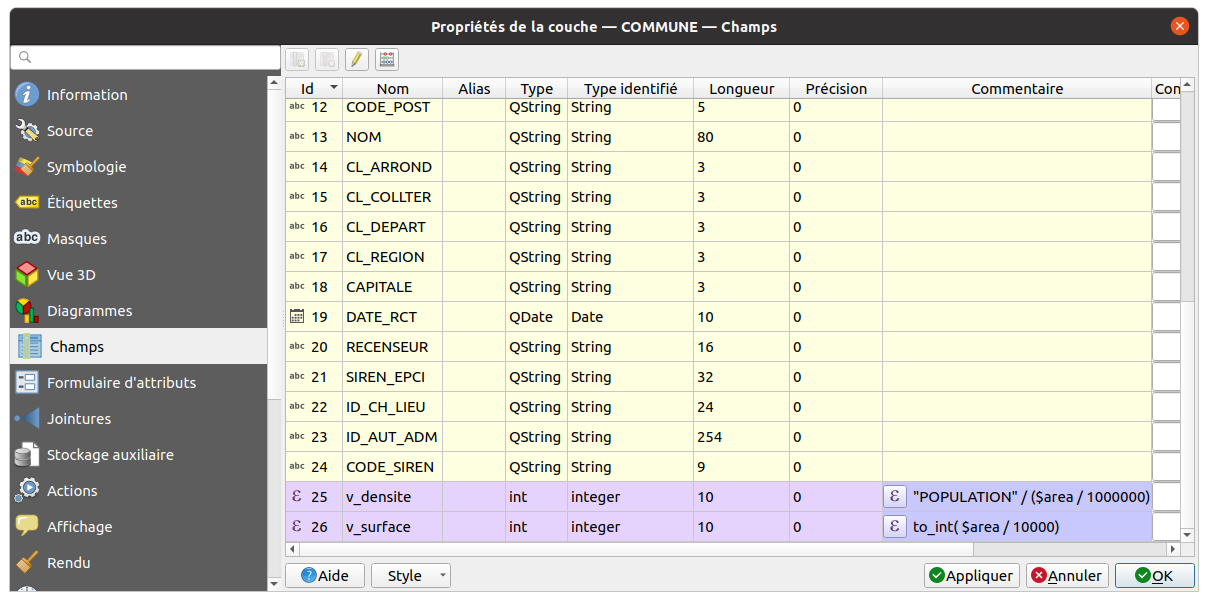 Propriétés de la couche — COMMUNE — Champs
Information
Source
Symbologie
abc Étiquettes
abc Masques
Vue 3D
Diagrammes
Champs
Formulaire d'attributs
Jointures
Stockage auxiliaire
Actions
Affichage
Rendu
Id Nom Alias Type Type identifié Longueur Précision Commentaire Con
abc 12 CODE_POST QString String 5 0
abc 13 NOM QString String 80 0
abc 14 CL_ARROND QString String 3 0
abc 15 CL_COLLTER QString String 3 0
abc 16 CL_DEPART QString String 3 0
abc 17 CL_REGION QString String 3 0
abc 18 CAPITALE QString String 3 0
19 DATE_RCT QDate Date 10 0
abc 20 RECENSEUR QString String 16 0
abc 21 SIREN_EPCI QString String 32 0
abc 22 ID_CH_LIEU QString String 24 0
abc 23 ID_AUT_ADM QString String 254 0
abc 24 CODE_SIREN QString String 9 0
ε 25 v_densite int integer 10 0 ε "POPULATION" / ($area / 1000000)
ε 26 v_surface int integer 10 0 ε to_int( $area / 10000)
Aide Style Appliquer Annuler OK